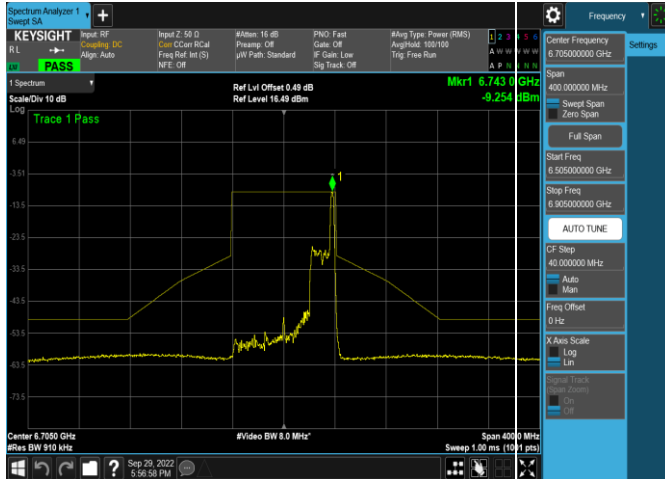 Spectrum Analyzer 1
Swept SA
KEYSIGHT
RL
PASS
Input: RF
Coupling: DC
Align: Auto
Input Z: 50 Ω
Corr CCorr RCal
Freq Ref: Int (S)
NFE: Off
#Atten: 16 dB
Preamp: Off
µW Path: Standard
PNO: Fast
Gate: Off
IF Gain: Low
Sig Track: Off
#Avg Type: Power (RMS)
Avg|Hold: 100/100
Trig: Free Run
1 2 3 4 5 6
A P N N N N
1 Spectrum
Scale/Div 10 dB
Ref Lvl Offset 0.49 dB
Ref Level 16.49 dBm
Mkr1 6.743 0 GHz
-9.254 dBm
Log
Trace 1 Pass
1
6.49
-3.51
-13.5
-23.5
-33.5
-43.5
-53.5
-63.5
-73.5
Center 6.7050 GHz
#Res BW 910 kHz
#Video BW 8.0 MHz*
Span 400.0 MHz
Sweep 1.00 ms (1001 pts)
Sep 29, 2022
5:56:58 PM
Frequency
Settings
Center Frequency
6.705000000 GHz
Span
400.000000 MHz
Swept Span
Zero Span
Full Span
Start Freq
6.505000000 GHz
Stop Freq
6.905000000 GHz
AUTO TUNE
CF Step
40.000000 MHz
Auto
Man
Freq Offset
0 Hz
X Axis Scale
Log
Lin
Signal Track
(Span Zoom)
On
Off